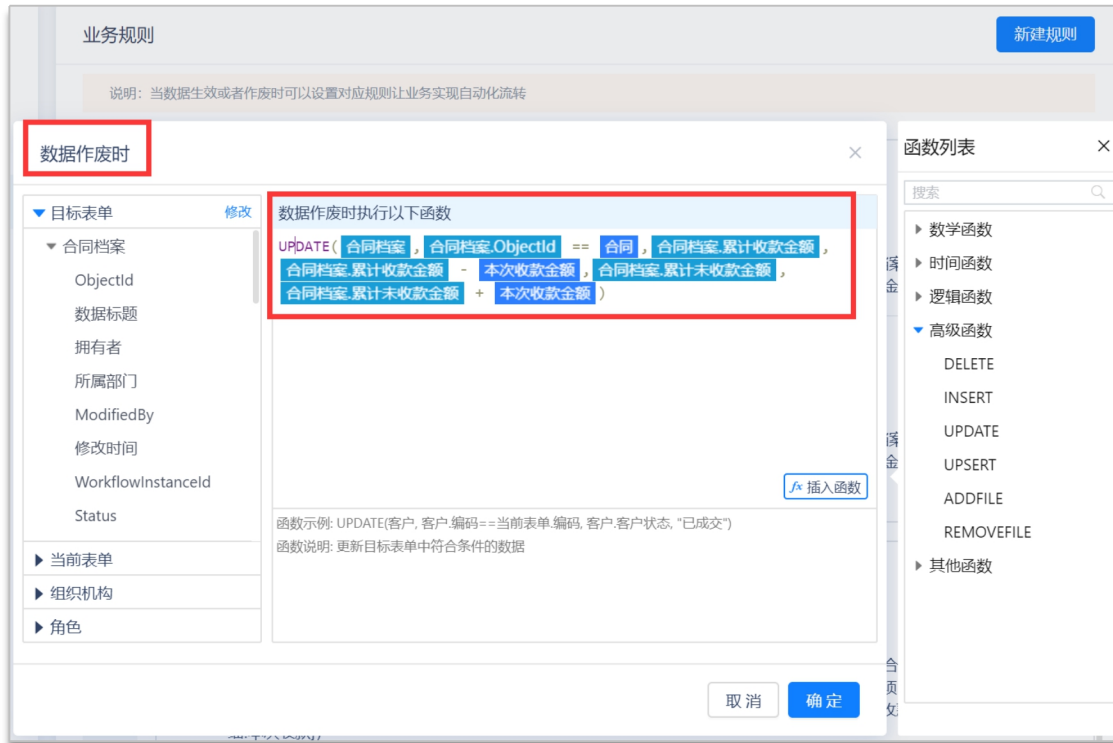 业务规则
新建规则
说明：当数据生效或者作废时可以设置对应规则让业务实现自动化流转
数据作废时
目标表单 修改
合同档案
ObjectId
数据标题
拥有者
所属部门
ModifiedBy
修改时间
WorkflowInstanceId
Status
当前表单
组织机构
角色
数据作废时执行以下函数
UPDATE( 合同档案 , 合同档案.ObjectId == 合同 , 合同档案.累计收款金额 ,
合同档案.累计收款金额 - 本次收款金额 , 合同档案.累计未收款金额 ,
合同档案.累计未收款金额 + 本次收款金额 )
fx 插入函数
函数示例: UPDATE(客户, 客户.编码==当前表单.编码, 客户.客户状态, "已成交")
函数说明: 更新目标表单中符合条件的数据
取 消
确 定
函数列表
搜索
数学函数
时间函数
逻辑函数
高级函数
DELETE
INSERT
UPDATE
UPSERT
ADDFILE
REMOVEFILE
其他函数